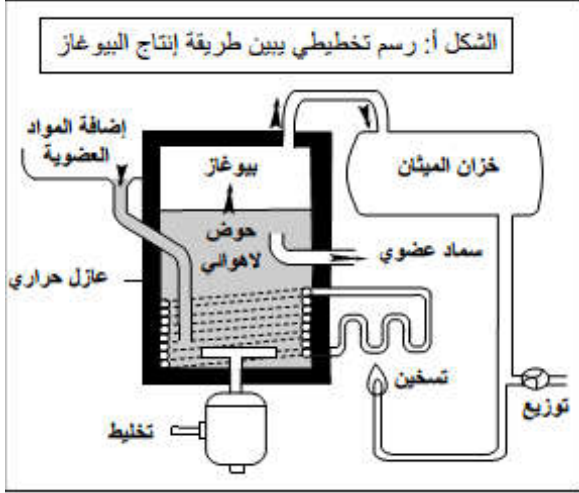 الشكل أ: رسم تخطيطي يبين طريقة إنتاج البيوغاز
إضافة المواد
العضوية
بيوغاز
خزان الميثان
حوض
لاهوائي
سماد عضوي
عازل حراري
تسخين
توزيع
تخليط